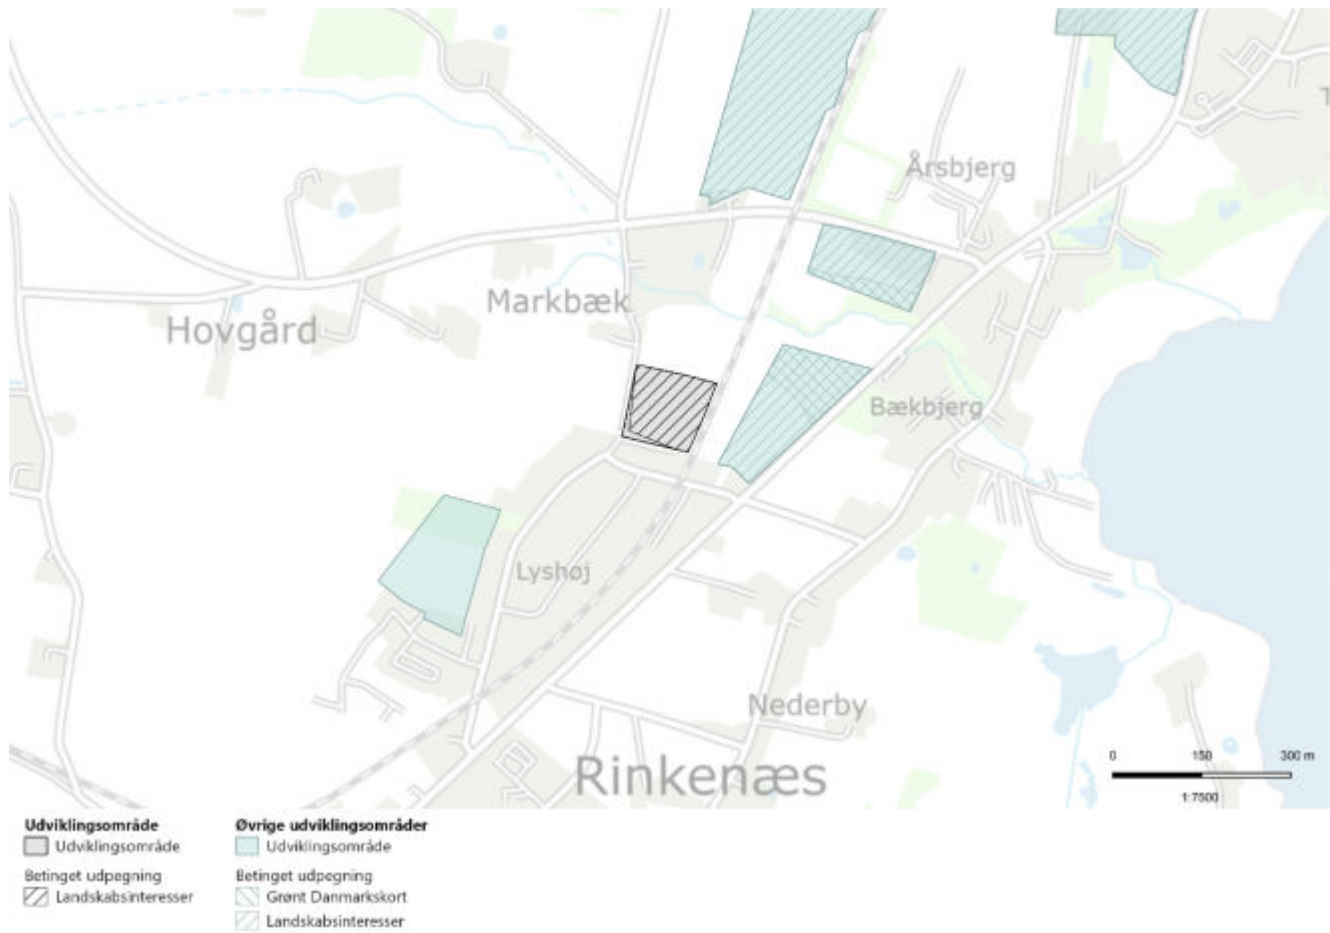 T
Årsbjerg
Markbæk
Hovgård
Bækbjerg
Lyshøj
Nederby
Rinkenæs
0 150 300 m
1:7500
Udviklingsområde
Udviklingsområde
Betinget udpegning
Landskabsinteresser
Øvrige udviklingsområder
Udviklingsområde
Betinget udpegning
Grønt Danmarkskort
Landskabsinteresser